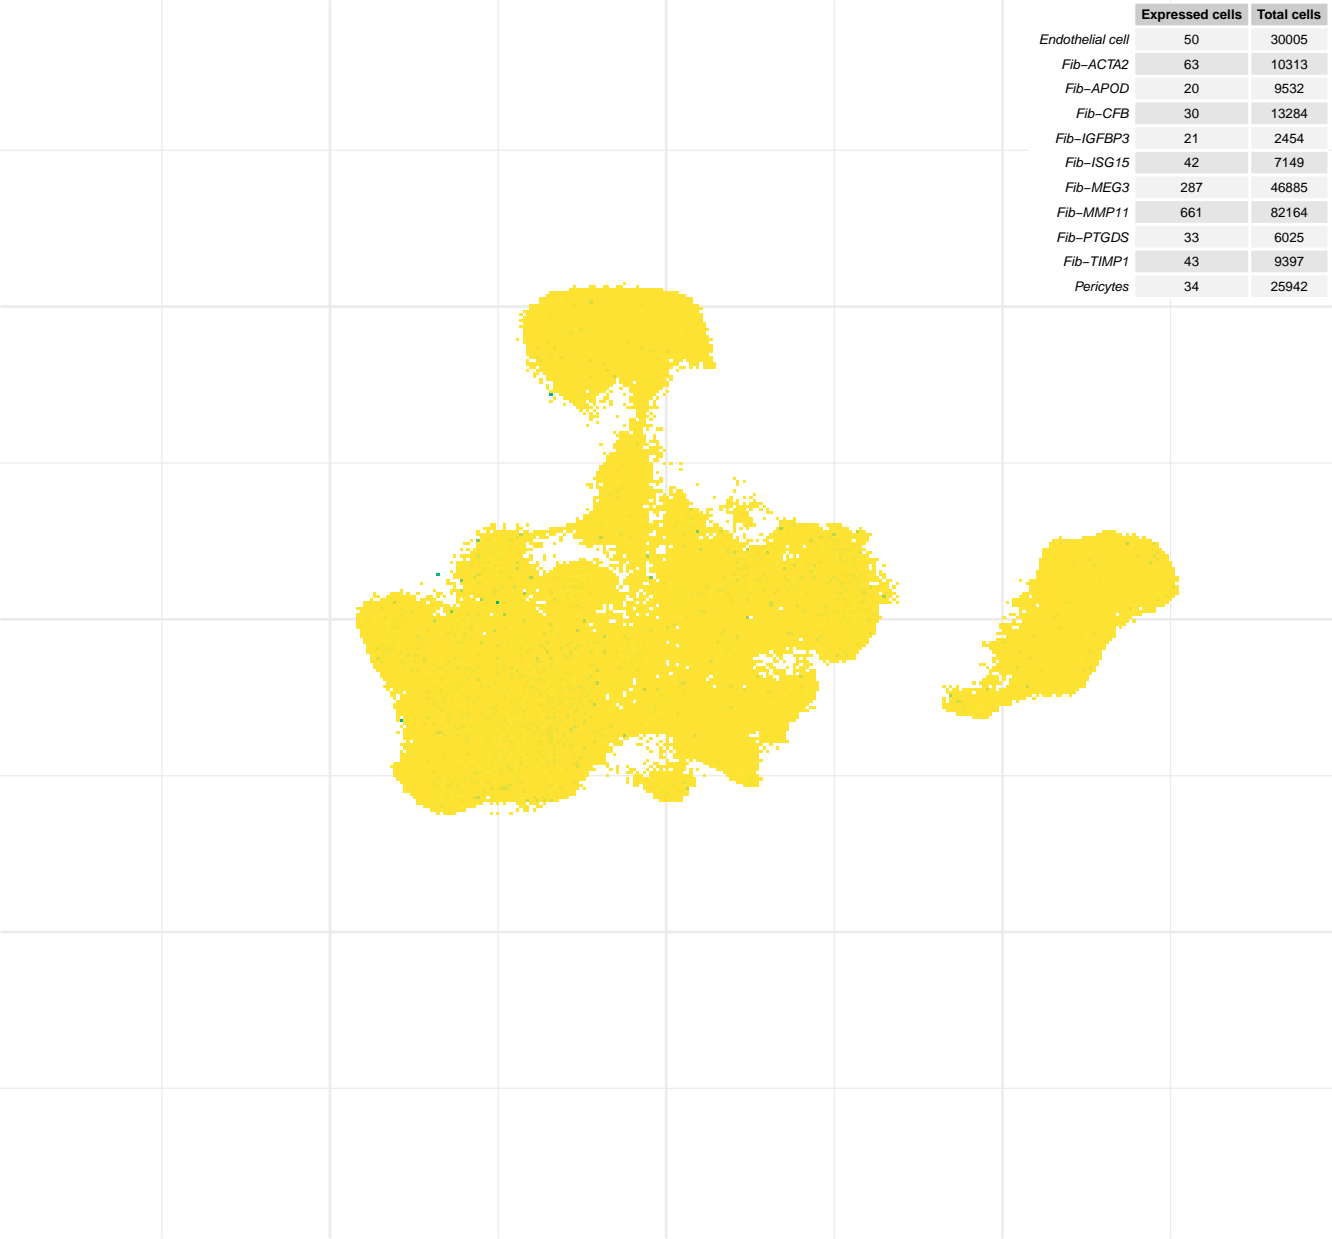 Expressed cells Total cells
Endothelial cell 50 30005
Fib−ACTA2 63 10313
Fib−APOD 20 9532
Fib−CFB 30 13284
Fib−IGFBP3 21 2454
Fib−ISG15 42 7149
Fib−MEG3 287 46885
Fib−MMP11 661 82164
Fib−PTGDS 33 6025
Fib−TIMP1 43 9397
Pericytes 34 25942